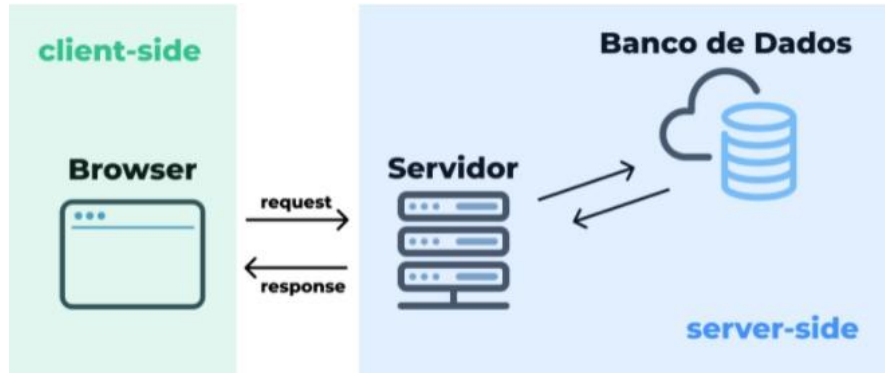 client-side
Browser
request
response
Banco de Dados
Servidor
server-side